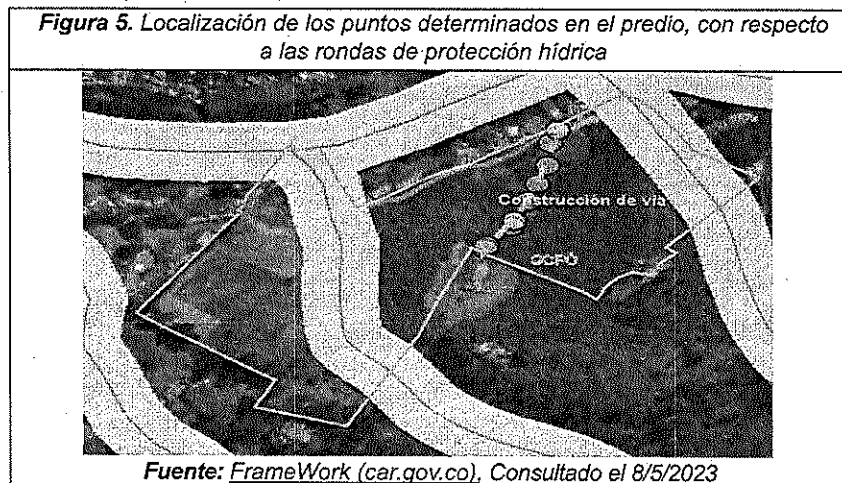 Figura 5. Localización de los puntos determinados en el predio, con respecto
a las rondas de protección hídrica
Construcción de vía
Fuente: FrameWork (car.gov.co), Consultado el 8/5/2023